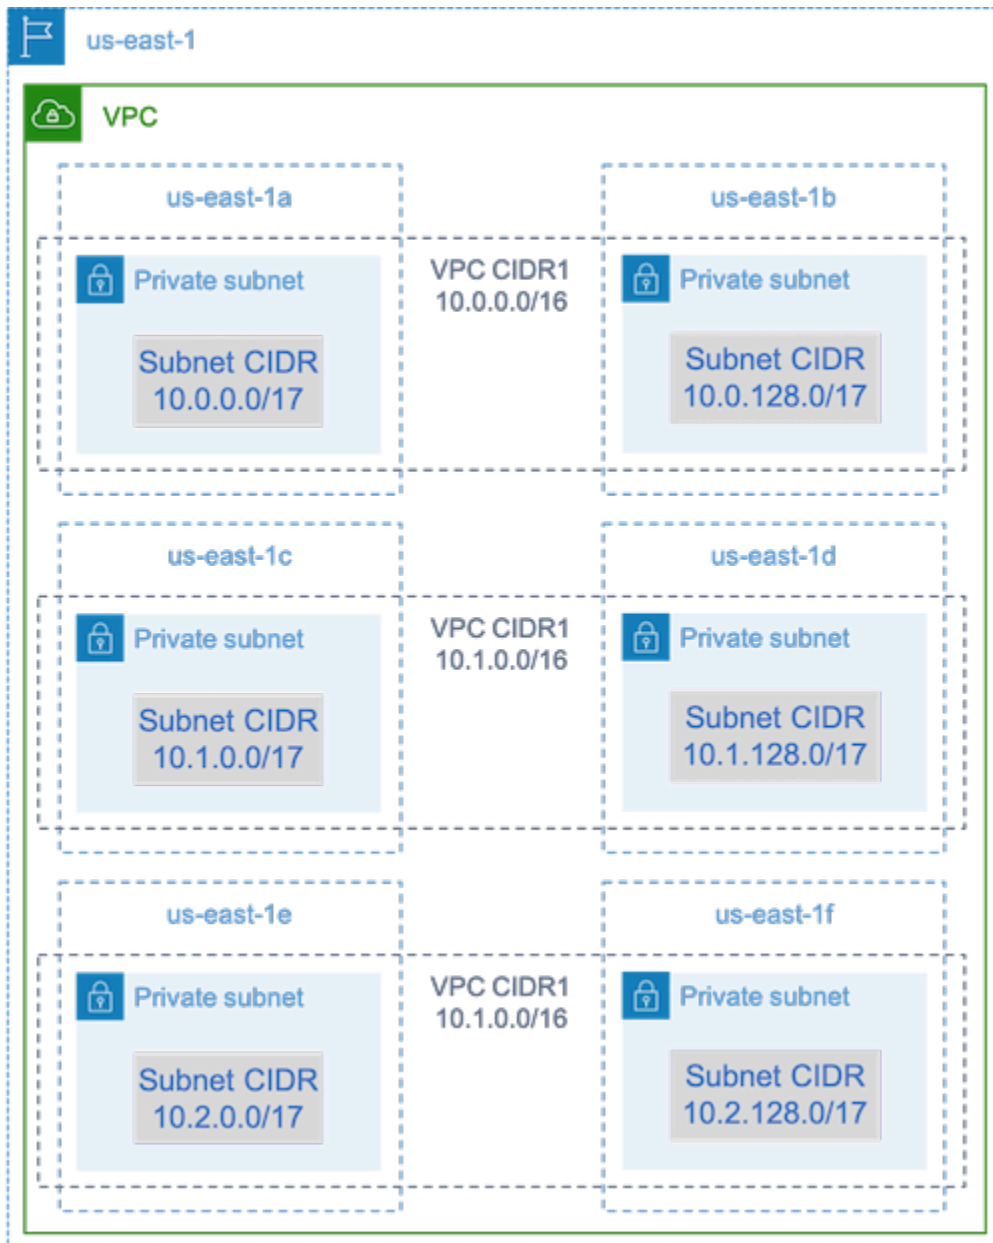 us-east-1
VPC
us-east-1a
us-east-1b
Private subnet
VPC CIDR1
10.0.0.0/16
Private subnet
Subnet CIDR
10.0.0.0/17
Subnet CIDR
10.0.128.0/17
us-east-1c
us-east-1d
Private subnet
VPC CIDR1
10.1.0.0/16
Private subnet
Subnet CIDR
10.1.0.0/17
Subnet CIDR
10.1.128.0/17
us-east-1e
us-east-1f
Private subnet
VPC CIDR1
10.1.0.0/16
Private subnet
Subnet CIDR
10.2.0.0/17
Subnet CIDR
10.2.128.0/17